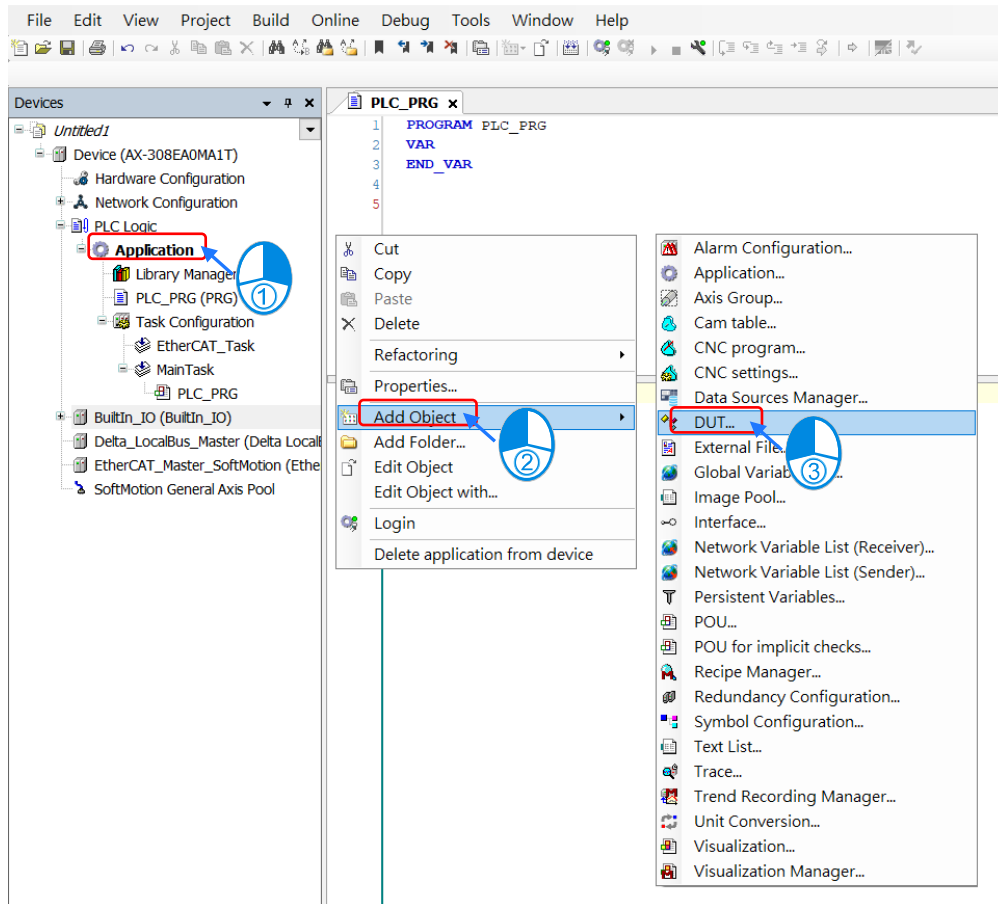 File Edit View Project Build Online Debug Tools Window Help
Devices
PLC_PRG
Untitled1
Device (AX-308EA0MA1T)
Hardware Configuration
Network Configuration
PLC Logic
Application
Library Manager
PLC_PRG (PRG)
Task Configuration
EtherCAT_Task
MainTask
PLC_PRG
BuiltIn_IO (BuiltIn_IO)
Delta_LocalBus_Master (Delta Local
EtherCAT_Master_SoftMotion (Ethe
SoftMotion General Axis Pool
①
1 PROGRAM PLC_PRG
2 VAR
3 END_VAR
4
5
Cut
Copy
Paste
Delete
Refactoring
Properties...
Add Object
Add Folder...
Edit Object
Edit Object with...
Login
Delete application from device
②
Alarm Configuration...
Application...
Axis Group...
Cam table...
CNC program...
CNC settings...
Data Sources Manager...
DUT...
External File...
Global Variab
Image Pool...
Interface...
Network Variable List (Receiver)...
Network Variable List (Sender)...
Persistent Variables...
POU...
POU for implicit checks...
Recipe Manager...
Redundancy Configuration...
Symbol Configuration...
Text List...
Trace...
Trend Recording Manager...
Unit Conversion...
Visualization...
Visualization Manager...
③